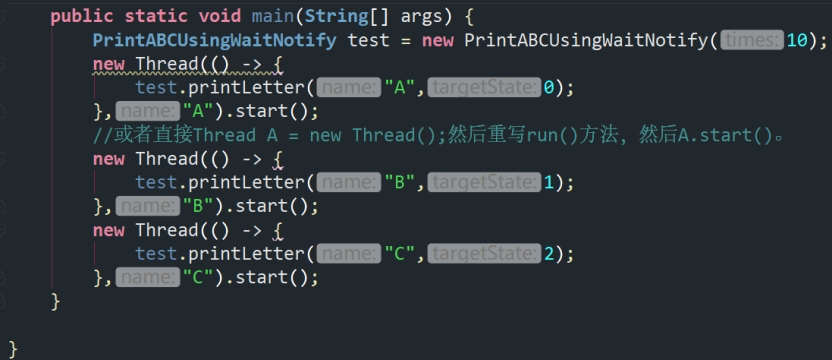 public static void main(String[] args) {
PrintABCUsingWaitNotify test = new PrintABCUsingWaitNotify( times: 10);
new Thread(() -> {
test.printLetter( name: "A", targetState: 0);
}, name: "A").start();
//或者直接Thread A = new Thread();然后重写run()方法, 然后A.start()。
new Thread(() -> {
test.printLetter( name: "B", targetState: 1);
}, name: "B").start();
new Thread(() -> {
test.printLetter( name: "C", targetState: 2);
}, name: "C").start();
}
}